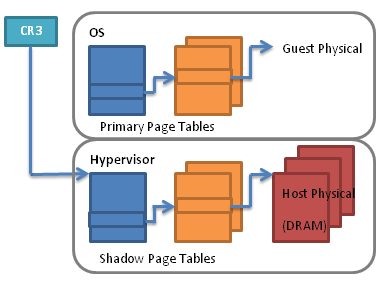 CR3
OS
Guest Physical
Primary Page Tables
Hypervisor
Host Physical
(DRAM)
Shadow Page Tables